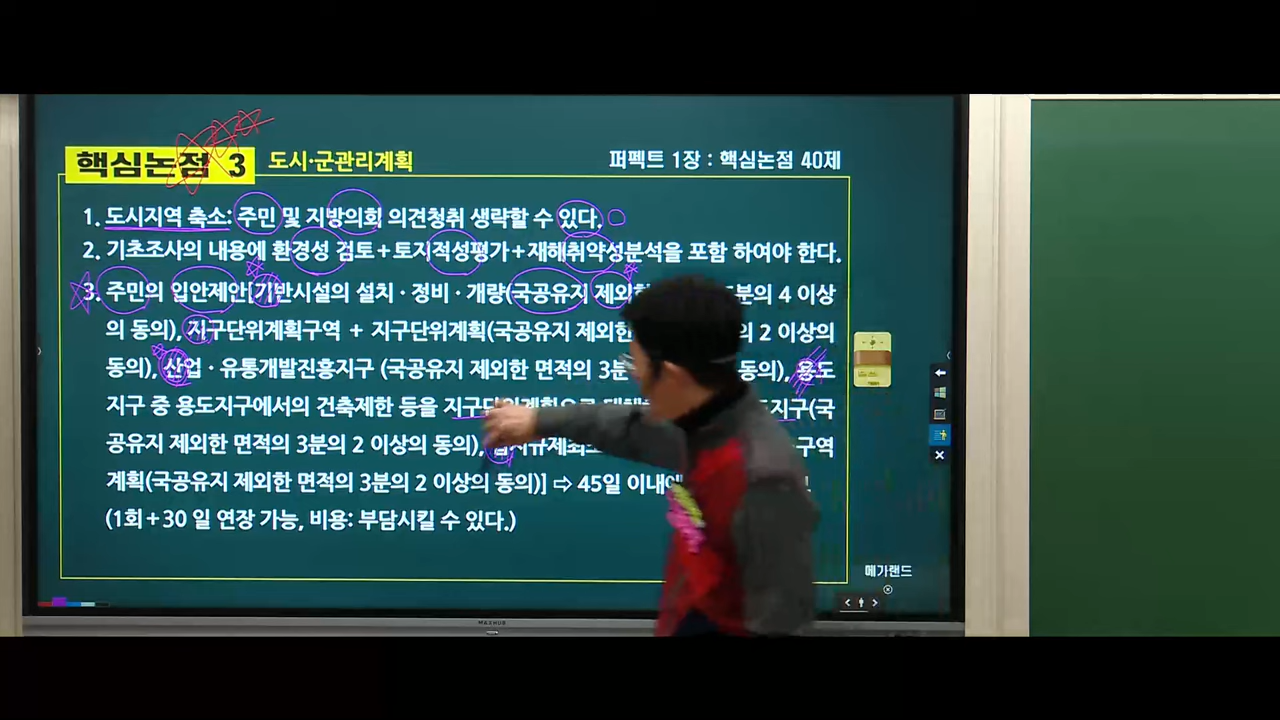 핵심논점 3 도시·군관리계획 퍼펙트 1장 : 핵심논점 40제
1. 도시지역 축소: 주민 및 지방의회 의견청취 생략할 수 있다.
2. 기초조사의 내용에 환경성 검토+토지적성평가+재해취약성분석을 포함 하여야 한다.
3. 주민의 입안제안[기반시설의 설치·정비·개량(국공유지 제외한 분의 4 이상
의 동의), 지구단위계획구역 + 지구단위계획(국공유지 제외한 의 2 이상의
동의), 산업·유통개발진흥지구 (국공유지 제외한 면적의 3분 동의), 용도
지구 중 용도지구에서의 건축제한 등을 지구단위계획으로 지구(국
공유지 제외한 면적의 3분의 2 이상의 동의), 구역
계획(국공유지 제외한 면적의 3분의 2 이상의 동의)] ⇨ 45일 이내에
(1회+30 일 연장 가능, 비용: 부담시킬 수 있다.)
메가랜드
MAXHUB